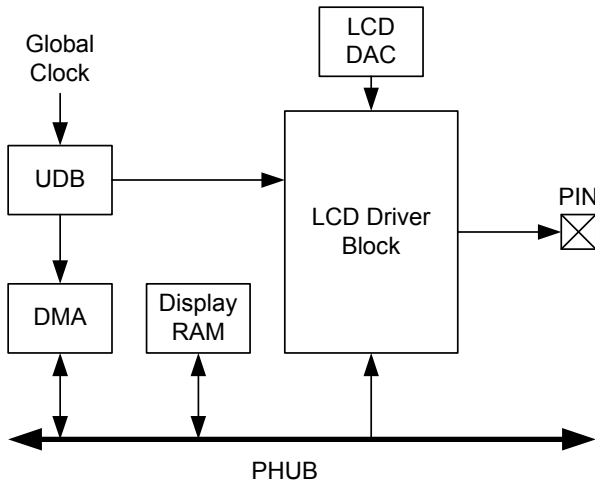 LCD
DAC
Global
Clock
UDB
LCD Driver
Block
PIN
DMA
Display
RAM
PHUB